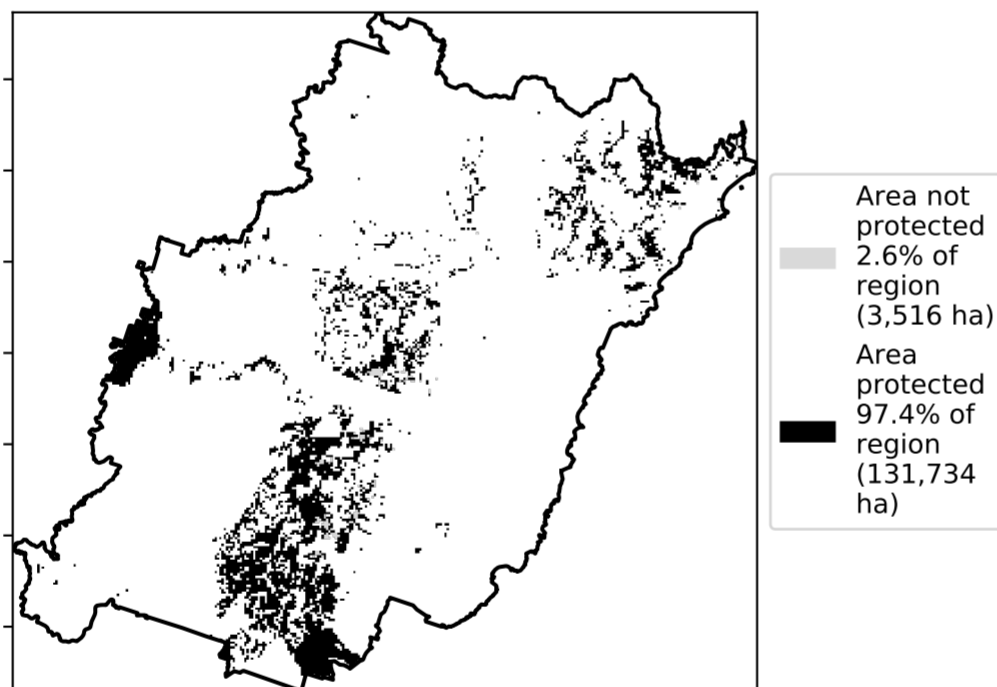 Area not
protected
2.6% of
region
(3,516 ha)
Area
protected
97.4% of
region
(131,734
ha)